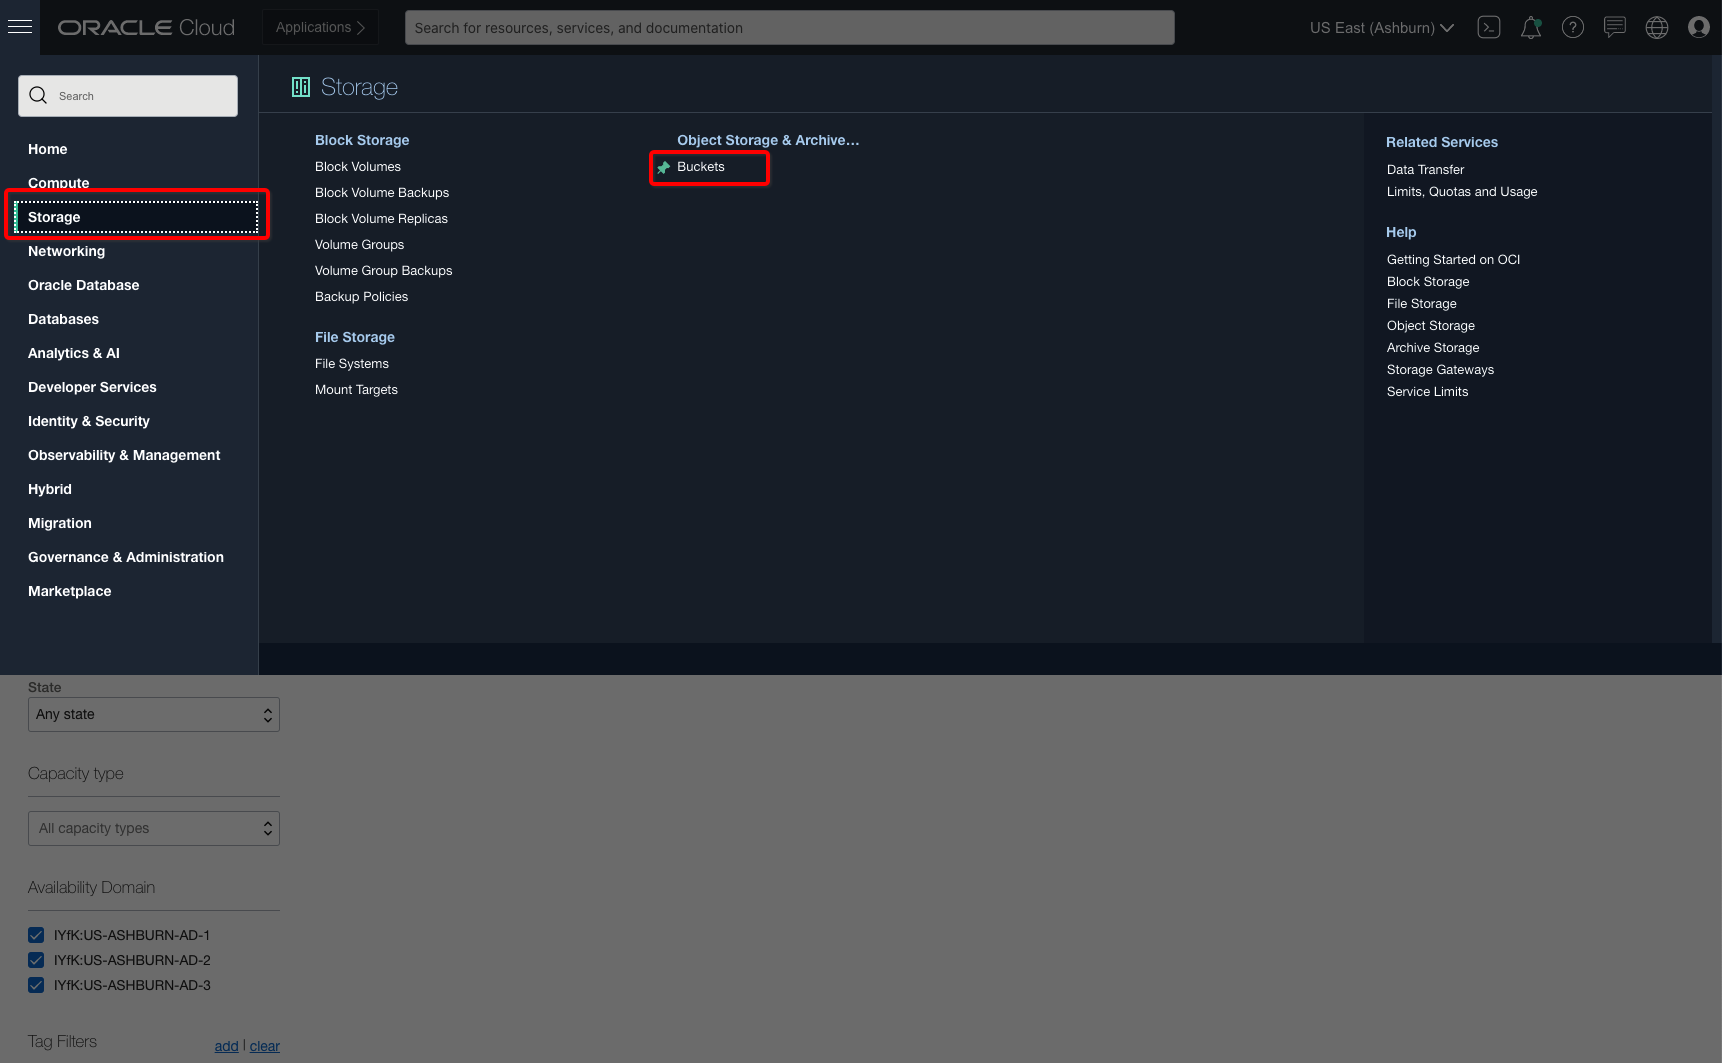 ORACLE Cloud
Applications
Search for resources, services, and documentation
US East (Ashburn)
Search
Home
Compute
Storage
Networking
Oracle Database
Databases
Analytics & AI
Developer Services
Identity & Security
Observability & Management
Hybrid
Migration
Governance & Administration
Marketplace
Storage
Block Storage
Block Volumes
Block Volume Backups
Block Volume Replicas
Volume Groups
Volume Group Backups
Backup Policies
File Storage
File Systems
Mount Targets
Object Storage & Archive...
Buckets
Related Services
Data Transfer
Limits, Quotas and Usage
Help
Getting Started on OCI
Block Storage
File Storage
Object Storage
Archive Storage
Storage Gateways
Service Limits
State
Any state
Capacity type
All capacity types
Availability Domain
IYfK:US-ASHBURN-AD-1
IYfK:US-ASHBURN-AD-2
IYfK:US-ASHBURN-AD-3
Tag Filters
add | clear